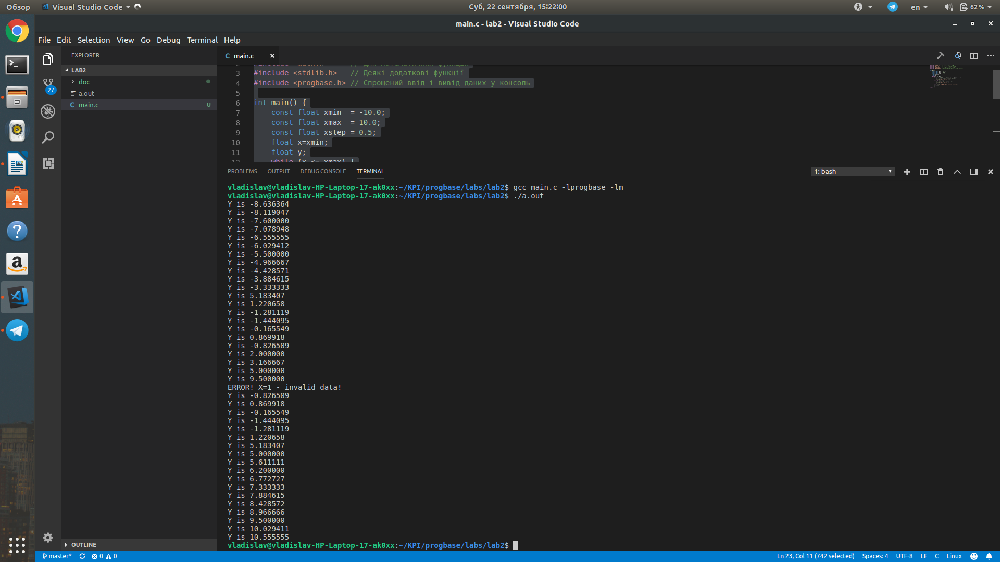 Обзор
Visual Studio Code
Суб, 22 сентября, 15:22:00
en
62 %
main.c - lab2 - Visual Studio Code
File Edit Selection View Go Debug Terminal Help
EXPLORER
LAB2
doc
a.out
C main.c U
27
OUTLINE
C main.c
2
3 #include <stdlib.h> // Деякі додаткові функції
4 #include <progbase.h> // Спрощений ввід і вивід даних у консоль
5
6 int main() {
7 const float xmin = -10.0;
8 const float xmax = 10.0;
9 const float xstep = 0.5;
10 float x=xmin;
11 float y;
12 while (x <= xmax) {
PROBLEMS OUTPUT DEBUG CONSOLE TERMINAL
1: bash
vladislav@vladislav-HP-Laptop-17-ak0xx:~/KPI/progbase/labs/lab2$ gcc main.c -lprogbase -lm
vladislav@vladislav-HP-Laptop-17-ak0xx:~/KPI/progbase/labs/lab2$ ./a.out
Y is -8.636364
Y is -8.119047
Y is -7.600000
Y is -7.078948
Y is -6.555555
Y is -6.029412
Y is -5.500000
Y is -4.966667
Y is -4.428571
Y is -3.884615
Y is -3.333333
Y is 5.183407
Y is 1.220658
Y is -1.281119
Y is -1.444095
Y is -0.165549
Y is 0.869918
Y is -0.826509
Y is 2.000000
Y is 3.166667
Y is 5.000000
Y is 9.500000
ERROR! X=1 - invalid data!
Y is -0.826509
Y is 0.869918
Y is -0.165549
Y is -1.444095
Y is -1.281119
Y is 1.220658
Y is 5.183407
Y is 5.000000
Y is 5.611111
Y is 6.200000
Y is 6.772727
Y is 7.333333
Y is 7.884615
Y is 8.428572
Y is 8.966666
Y is 9.500000
Y is 10.029411
Y is 10.555555
vladislav@vladislav-HP-Laptop-17-ak0xx:~/KPI/progbase/labs/lab2$
master* 0 0
Ln 23, Col 11 (742 selected) Spaces: 4 UTF-8 LF C Linux